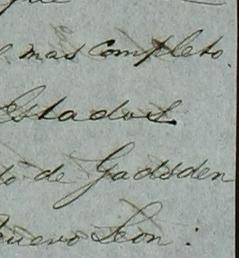 mas completo.
Estados
de Gadsden
Nuevo Leon: